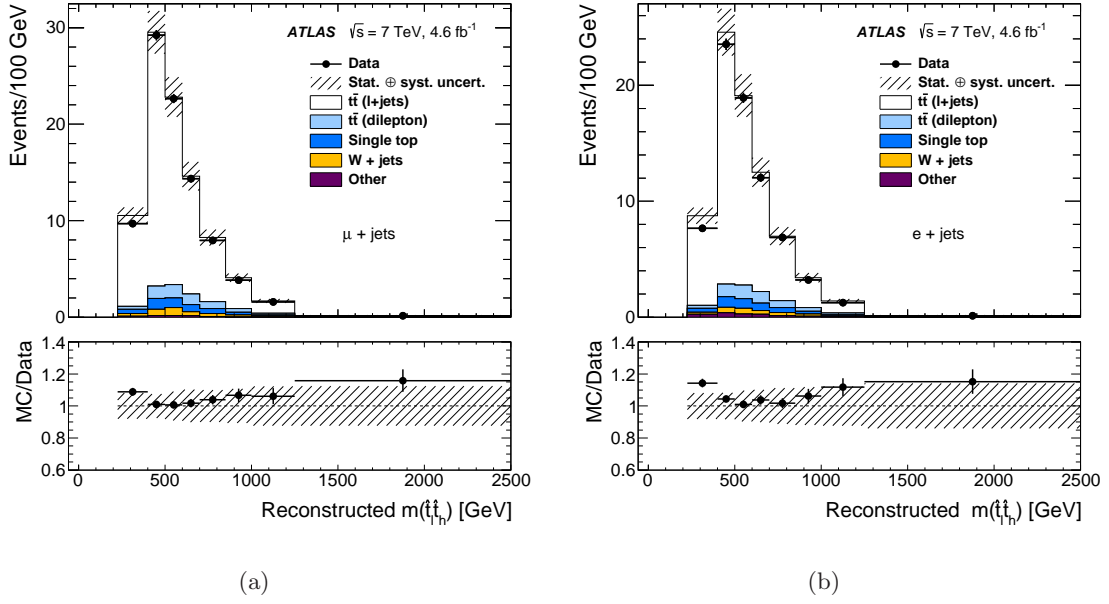 ATLAS √s = 7 TeV, 4.6 fb⁻¹
Data
Stat. ⊕ syst. uncert.
tt̄ (l+jets)
tt̄ (dilepton)
Single top
W + jets
Other
μ + jets
Events/100 GeV
30
20
10
0
MC/Data
1.4
1.2
1
0.8
0.6
0 500 1000 1500 2000 2500
Reconstructed m(t̂ₗt̂ₕ) [GeV]
(a)
ATLAS √s = 7 TeV, 4.6 fb⁻¹
Data
Stat. ⊕ syst. uncert.
tt̄ (l+jets)
tt̄ (dilepton)
Single top
W + jets
Other
e + jets
Events/100 GeV
20
10
0
MC/Data
1.4
1.2
1
0.8
0.6
0 500 1000 1500 2000 2500
Reconstructed m(t̂ₗt̂ₕ) [GeV]
(b)